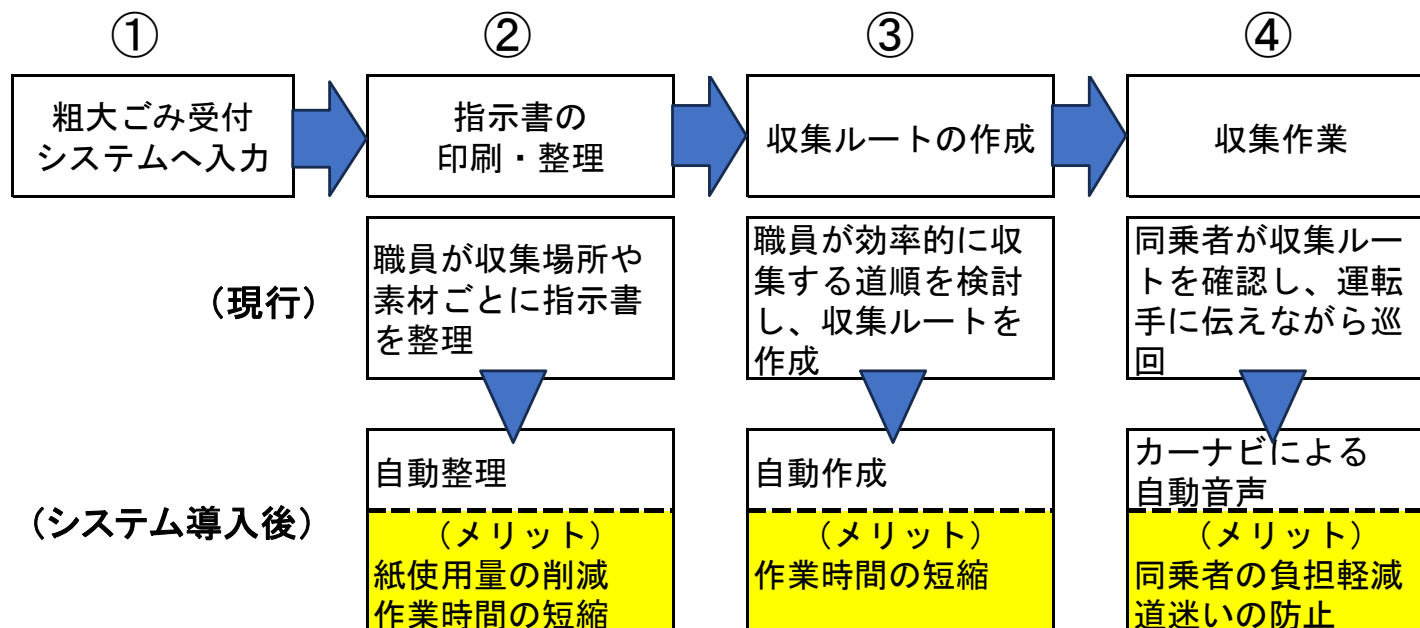 ①
②
③
④
粗大ごみ受付
システムへ入力
指示書の
印刷・整理
収集ルートの作成
収集作業
（現行）
職員が収集場所や
素材ごとに指示書
を整理
職員が効率的に収
集する道順を検討
し、収集ルートを
作成
同乗者が収集ルー
トを確認し、運転
手に伝えながら巡
回
（システム導入後）
自動整理
（メリット）
紙使用量の削減
作業時間の短縮
自動作成
（メリット）
作業時間の短縮
カーナビによる
自動音声
（メリット）
同乗者の負担軽減
道迷いの防止